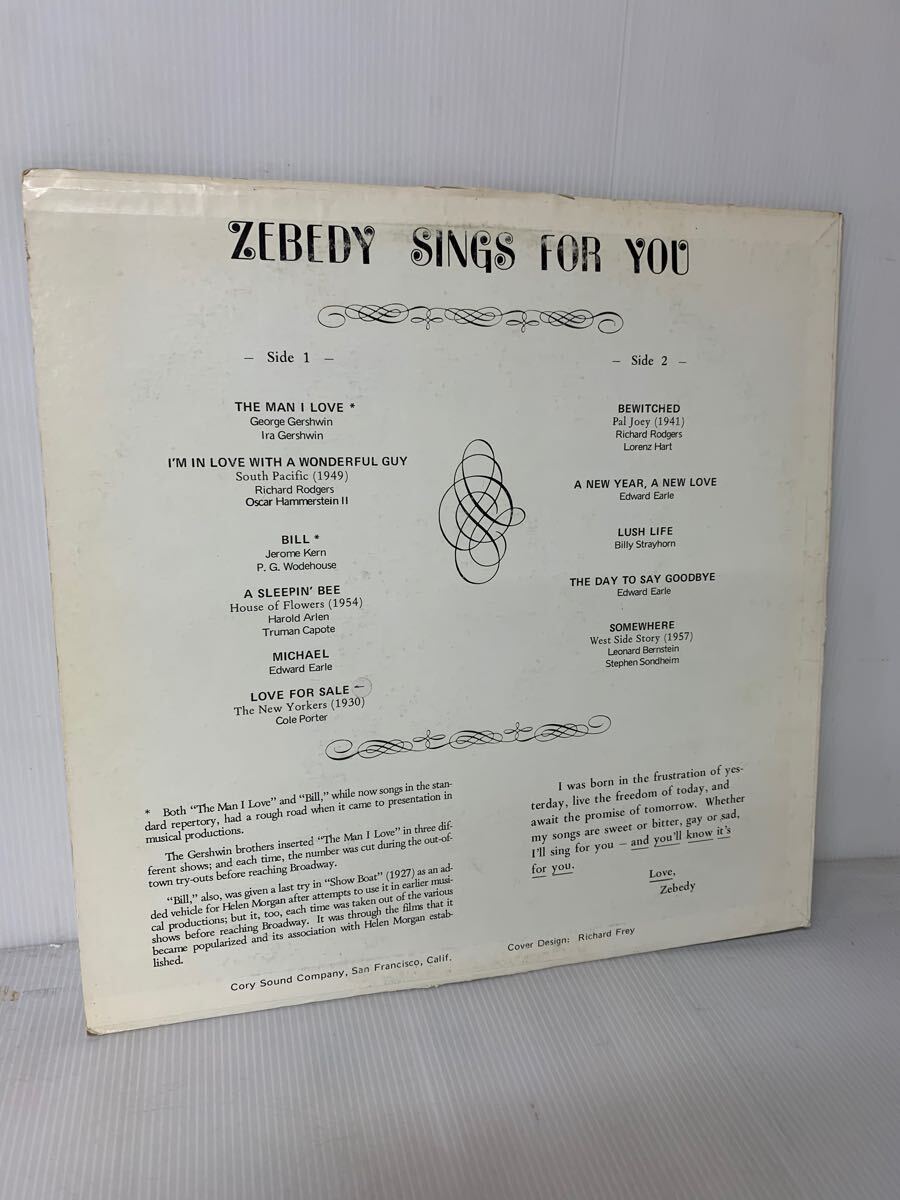 ZEBEDY SINGS FOR YOU
– Side 1 –
THE MAN I LOVE *
George Gershwin
Ira Gershwin
I'M IN LOVE WITH A WONDERFUL GUY
South Pacific (1949)
Richard Rodgers
Oscar Hammerstein II
BILL *
Jerome Kern
P. G. Wodehouse
A SLEEPIN' BEE
House of Flowers (1954)
Harold Arlen
Truman Capote
MICHAEL
Edward Earle
LOVE FOR SALE –
The New Yorkers (1930)
Cole Porter
– Side 2 –
BEWITCHED
Pal Joey (1941)
Richard Rodgers
Lorenz Hart
A NEW YEAR, A NEW LOVE
Edward Earle
LUSH LIFE
Billy Strayhorn
THE DAY TO SAY GOODBYE
Edward Earle
SOMEWHERE
West Side Story (1957)
Leonard Bernstein
Stephen Sondheim
* Both "The Man I Love" and "Bill," while now songs in the stan-
dard repertory, had a rough road when it came to presentation in
musical productions.
The Gershwin brothers inserted "The Man I Love" in three dif-
ferent shows; and each time, the number was cut during the out-of-
town try-outs before reaching Broadway.
"Bill," also, was given a last try in "Show Boat" (1927) as an ad-
ded vehicle for Helen Morgan after attempts to use it in earlier musi-
cal productions; but it, too, each time was taken out of the various
shows before reaching Broadway. It was through the films that it
became popularized and its association with Helen Morgan estab-
lished.
Cory Sound Company, San Francisco, Calif.
I was born in the frustration of yes-
terday, live the freedom of today, and
await the promise of tomorrow. Whether
my songs are sweet or bitter, gay or sad,
I'll sing for you – and you'll know it's
for you.
Love,
Zebedy
Cover Design: Richard Frey